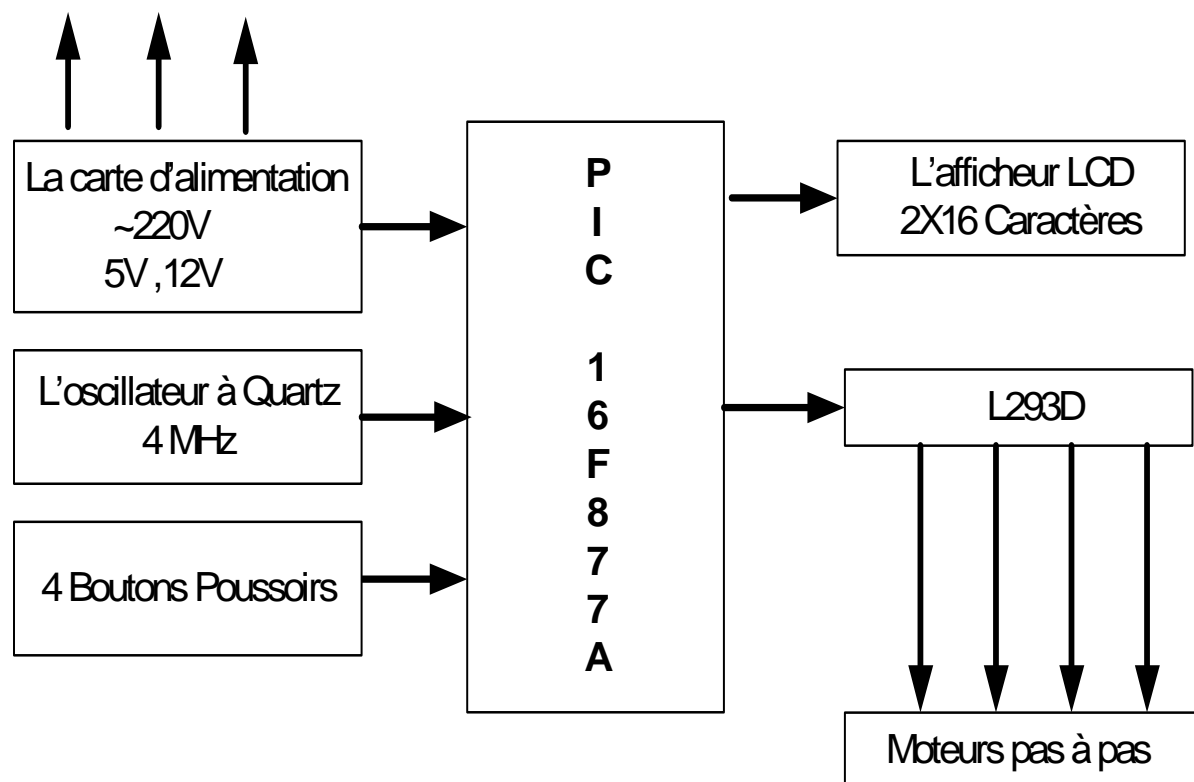 La carte d'alimentation
~220V
5V ,12V
L'oscillateur à Quartz
4 MHz
4 Boutons Poussoirs
P
I
C
1
6
F
8
7
7
A
L'afficheur LCD
2X16 Caractères
L293D
Moteurs pas à pas